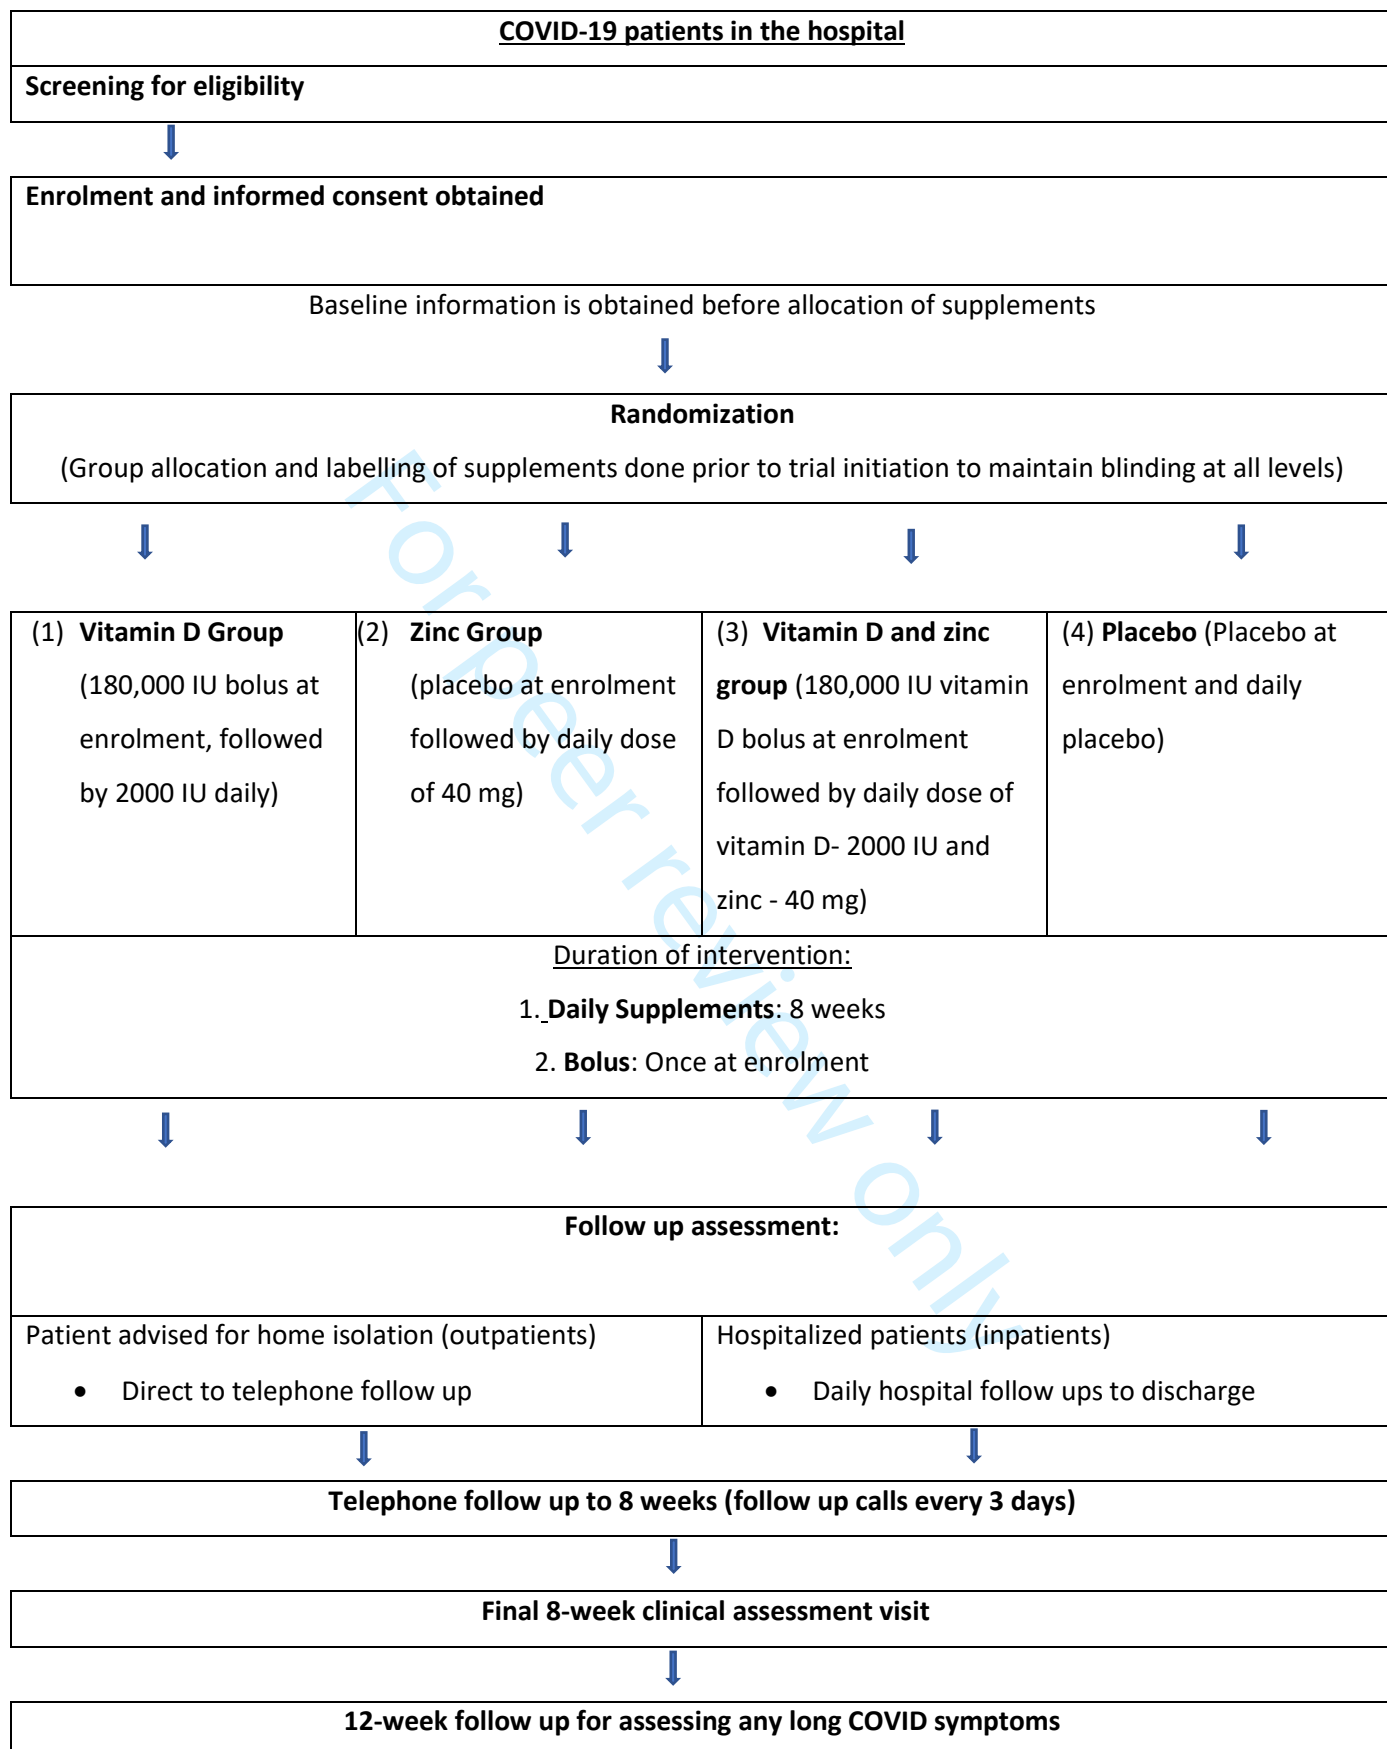 COVID-19 patients in the hospital
Screening for eligibility
Enrolment and informed consent obtained
Baseline information is obtained before allocation of supplements
Randomization
(Group allocation and labelling of supplements done prior to trial initiation to maintain blinding at all levels)
(1) Vitamin D Group
(180,000 IU bolus at
enrolment, followed
by 2000 IU daily)
(2) Zinc Group
(placebo at enrolment
followed by daily dose
of 40 mg)
(3) Vitamin D and zinc
group (180,000 IU vitamin
D bolus at enrolment
followed by daily dose of
vitamin D- 2000 IU and
zinc - 40 mg)
(4) Placebo (Placebo at
enrolment and daily
placebo)
Duration of intervention:
1. Daily Supplements: 8 weeks
2. Bolus: Once at enrolment
Follow up assessment:
Patient advised for home isolation (outpatients)
• Direct to telephone follow up
Hospitalized patients (inpatients)
• Daily hospital follow ups to discharge
Telephone follow up to 8 weeks (follow up calls every 3 days)
Final 8-week clinical assessment visit
12-week follow up for assessing any long COVID symptoms
For peer review only